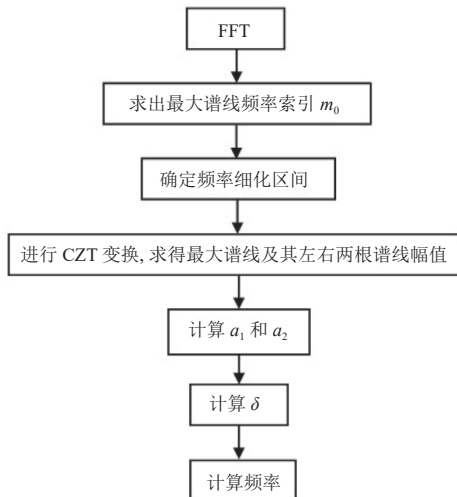 FFT
求出最大谱线频率索引 m₀
确定频率细化区间
进行 CZT 变换, 求得最大谱线及其左右两根谱线幅值
计算 a₁ 和 a₂
计算 δ
计算频率